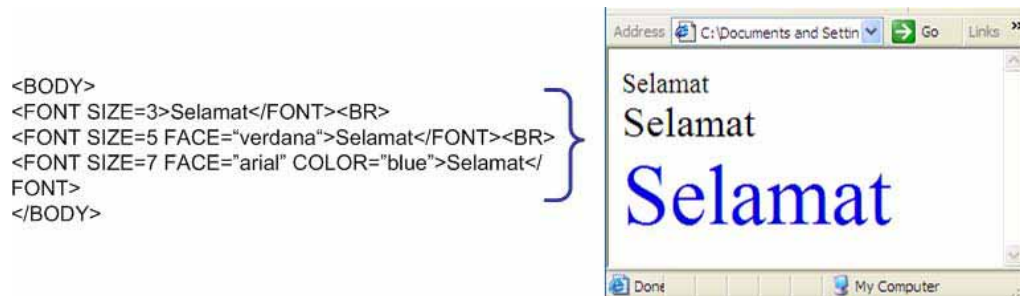 <BODY>
<FONT SIZE=3>Selamat</FONT><BR>
<FONT SIZE=5 FACE=“verdana“>Selamat</FONT><BR>
<FONT SIZE=7 FACE=”arial” COLOR=”blue”>Selamat</
FONT>
</BODY>
Address C:\Documents and Settin Go Links »
Selamat
Selamat
Selamat
Done My Computer